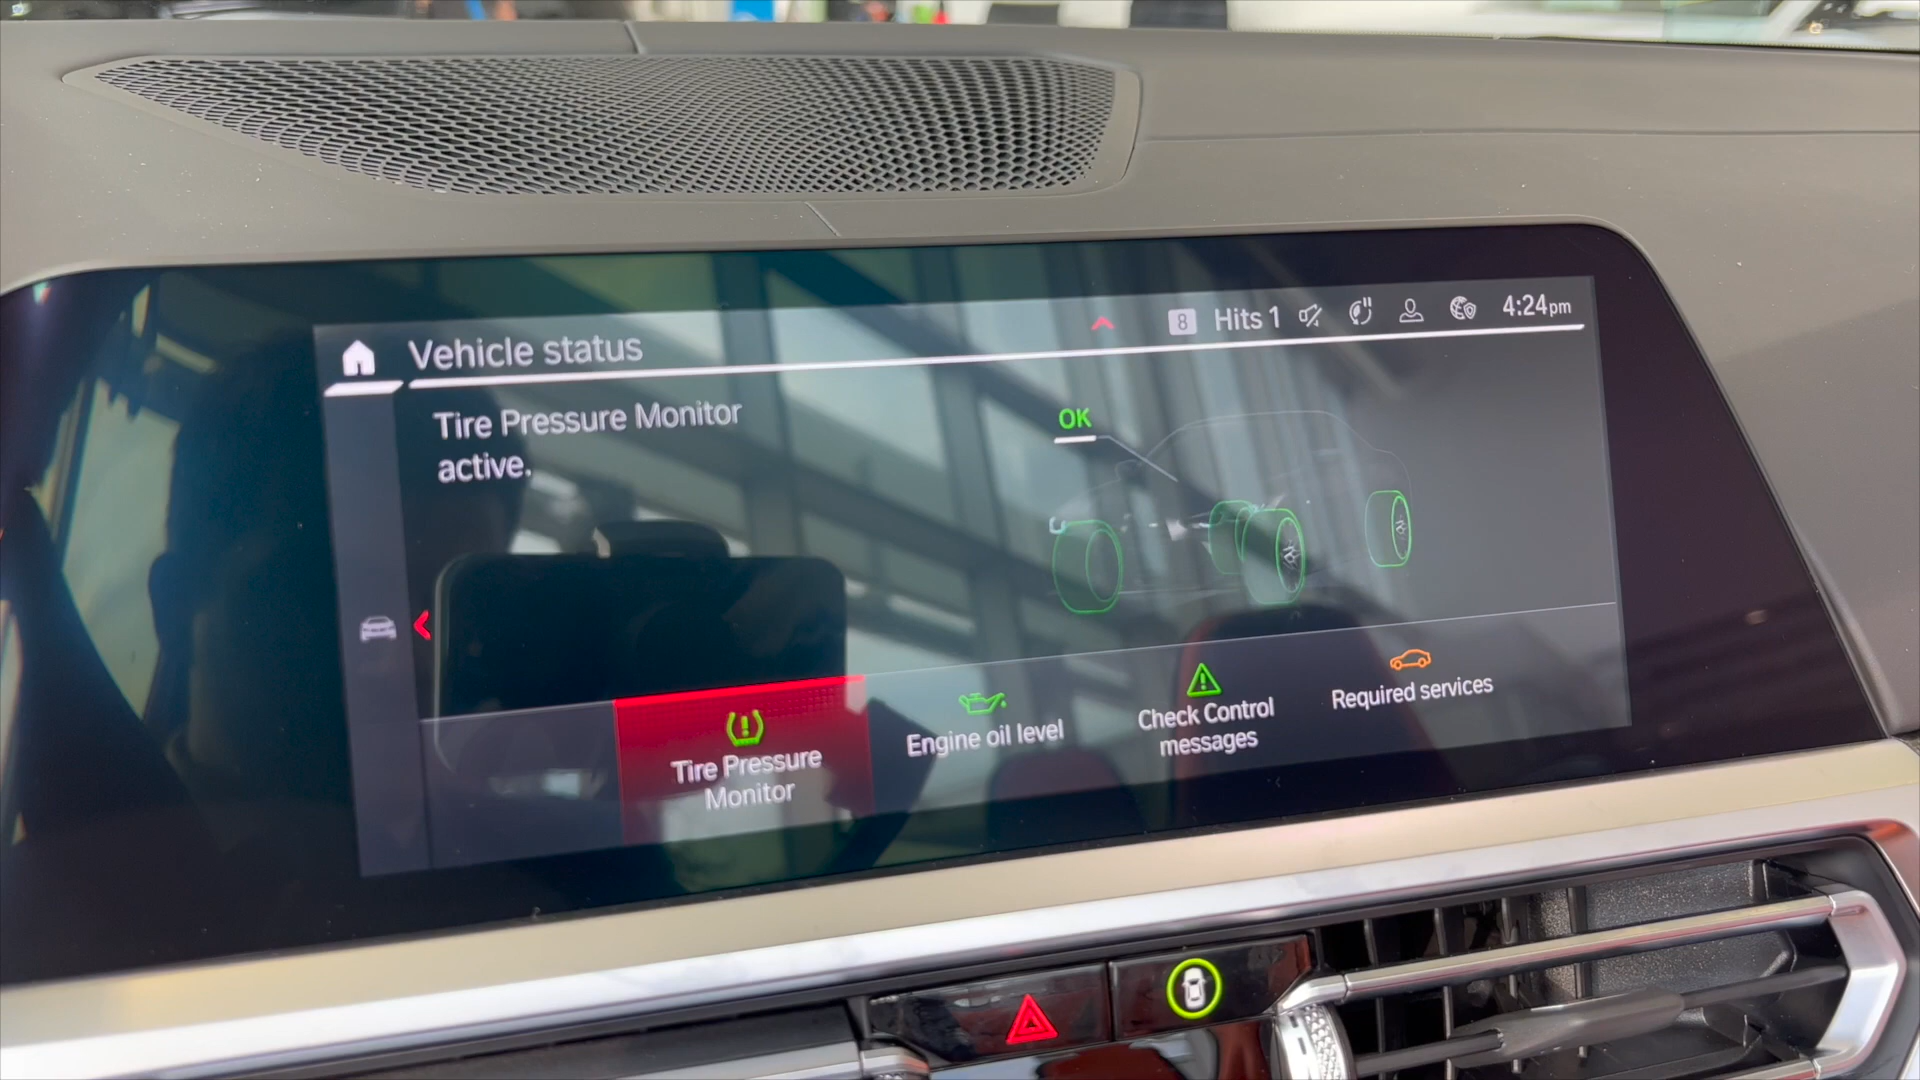 8 Hits 1 4:24pm
Vehicle status
Tire Pressure Monitor
active.
OK
Tire Pressure
Monitor
Engine oil level
Check Control
messages
Required services